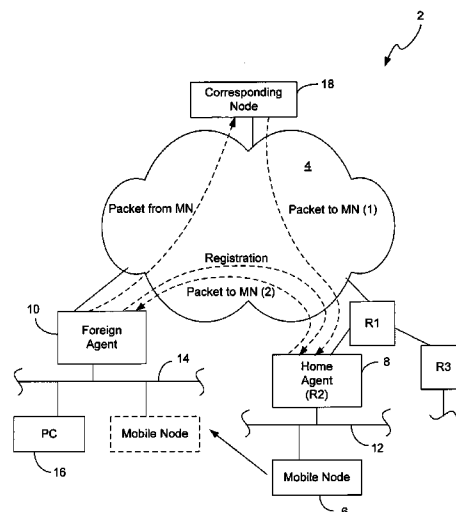 2
18
Corresponding
Node
4
Packet from MN
Packet to MN (1)
Registration
Packet to MN (2)
10
Foreign
Agent
R1
14
8
Home
Agent
(R2)
R3
PC
Mobile Node
12
16
Mobile Node
6